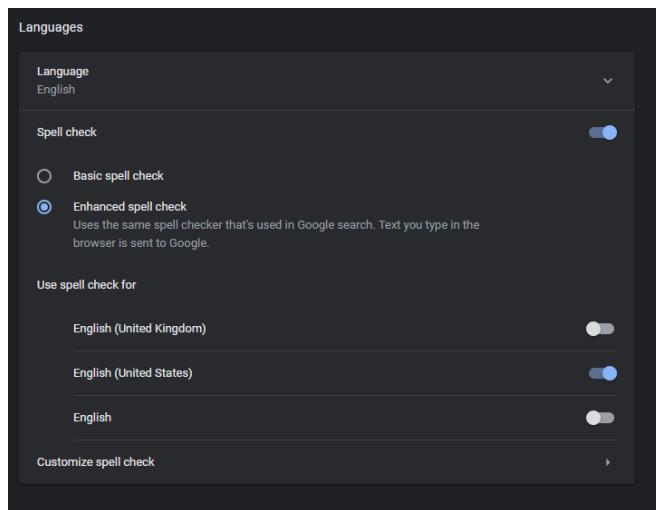 Languages
Language
English
Spell check
Basic spell check
Enhanced spell check
Uses the same spell checker that's used in Google search. Text you type in the
browser is sent to Google.
Use spell check for
English (United Kingdom)
English (United States)
English
Customize spell check